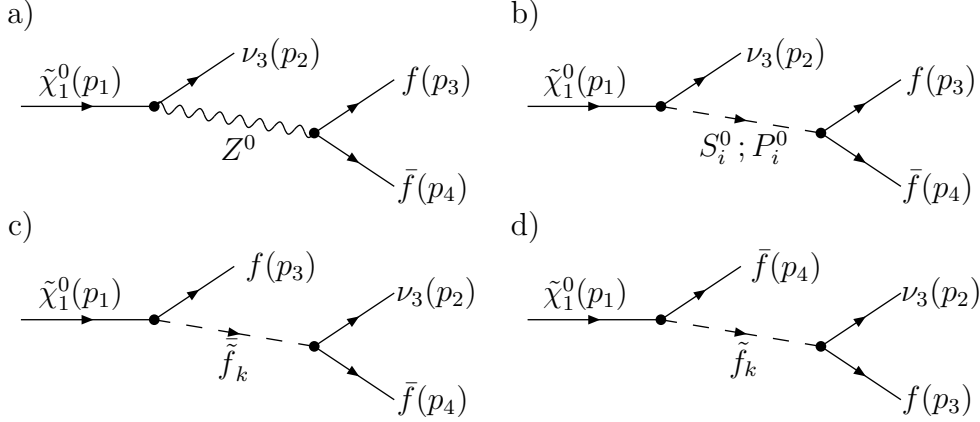 a)
χ̃⁰₁(p₁)
ν₃(p₂)
Z⁰
f(p₃)
f̄(p₄)
b)
χ̃⁰₁(p₁)
ν₃(p₂)
S⁰ᵢ ; P⁰ᵢ
f(p₃)
f̄(p₄)
c)
χ̃⁰₁(p₁)
f(p₃)
f̃̄ₖ
ν₃(p₂)
f̄(p₄)
d)
χ̃⁰₁(p₁)
f̄(p₄)
f̃ₖ
ν₃(p₂)
f(p₃)